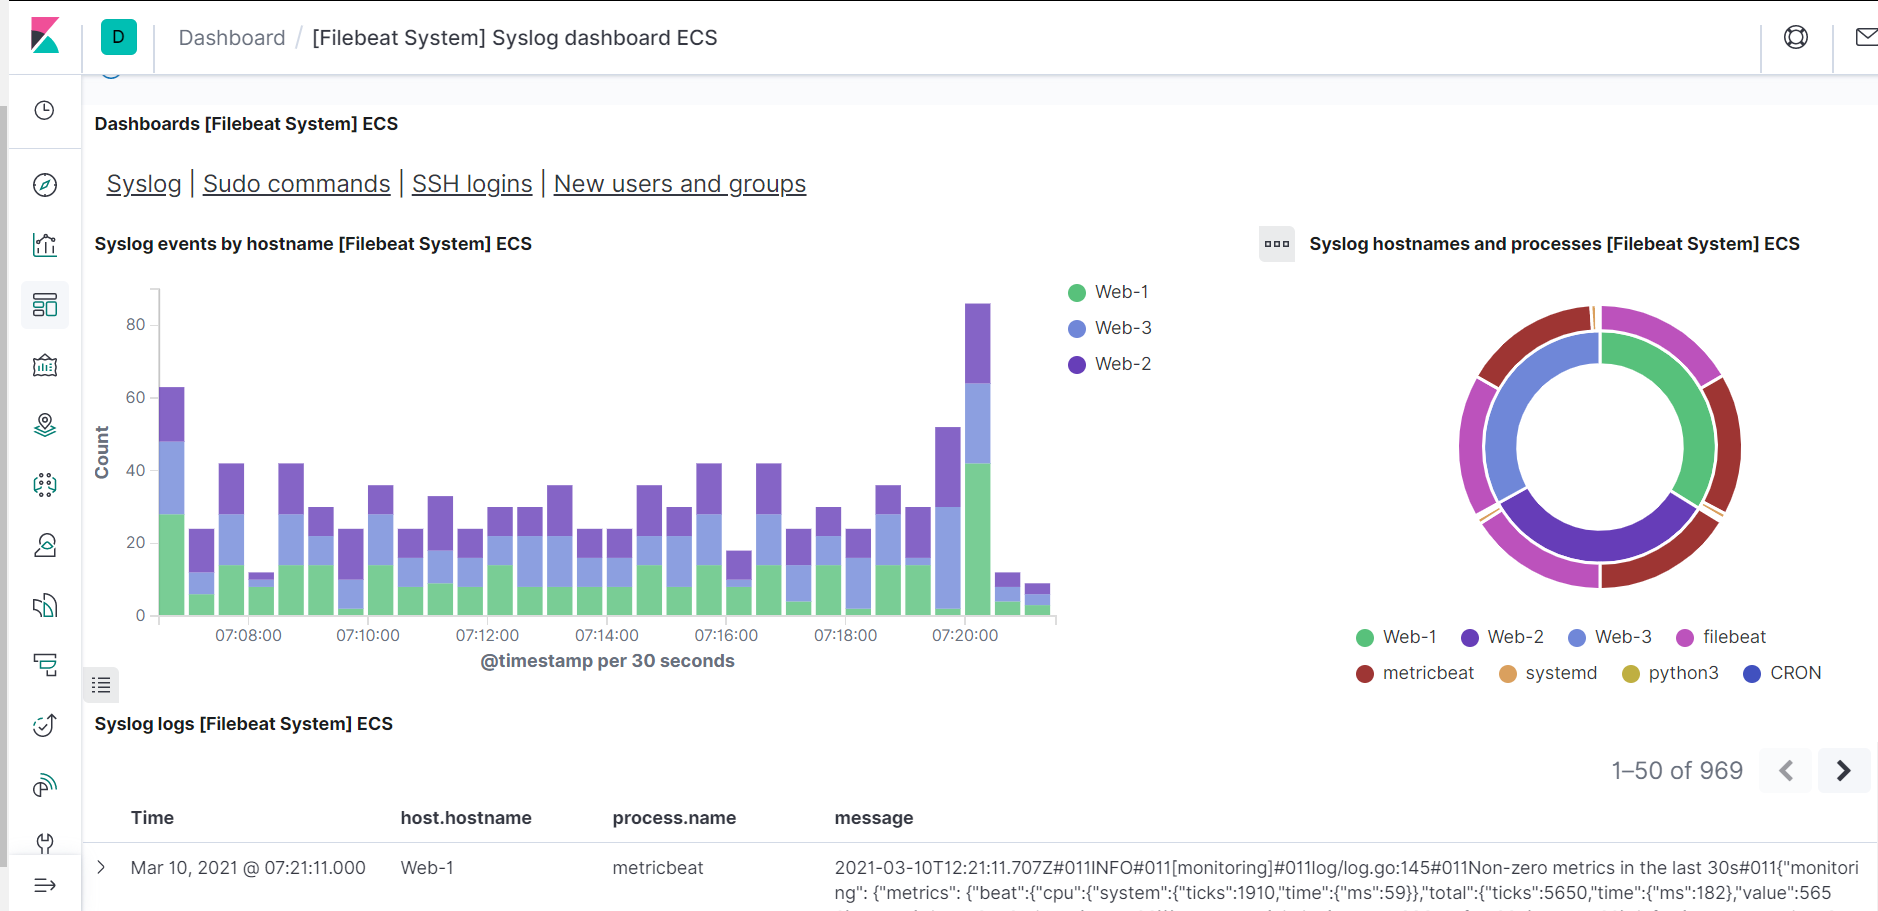 D
Dashboard / [Filebeat System] Syslog dashboard ECS
Dashboards [Filebeat System] ECS
Syslog | Sudo commands | SSH logins | New users and groups
Syslog events by hostname [Filebeat System] ECS
80
60
40
20
0
Count
07:08:00 07:10:00 07:12:00 07:14:00 07:16:00 07:18:00 07:20:00
@timestamp per 30 seconds
Web-1
Web-3
Web-2
Syslog hostnames and processes [Filebeat System] ECS
Web-1 Web-2 Web-3 filebeat
metricbeat systemd python3 CRON
Syslog logs [Filebeat System] ECS
1–50 of 969
Time host.hostname process.name message
Mar 10, 2021 @ 07:21:11.000 Web-1 metricbeat 2021-03-10T12:21:11.707Z#011INFO#011[monitoring]#011log/log.go:145#011Non-zero metrics in the last 30s#011{"monitori
ng": {"metrics": {"beat":{"cpu":{"system":{"ticks":1910,"time":{"ms":59}},"total":{"ticks":5650,"time":{"ms":182},"value":565